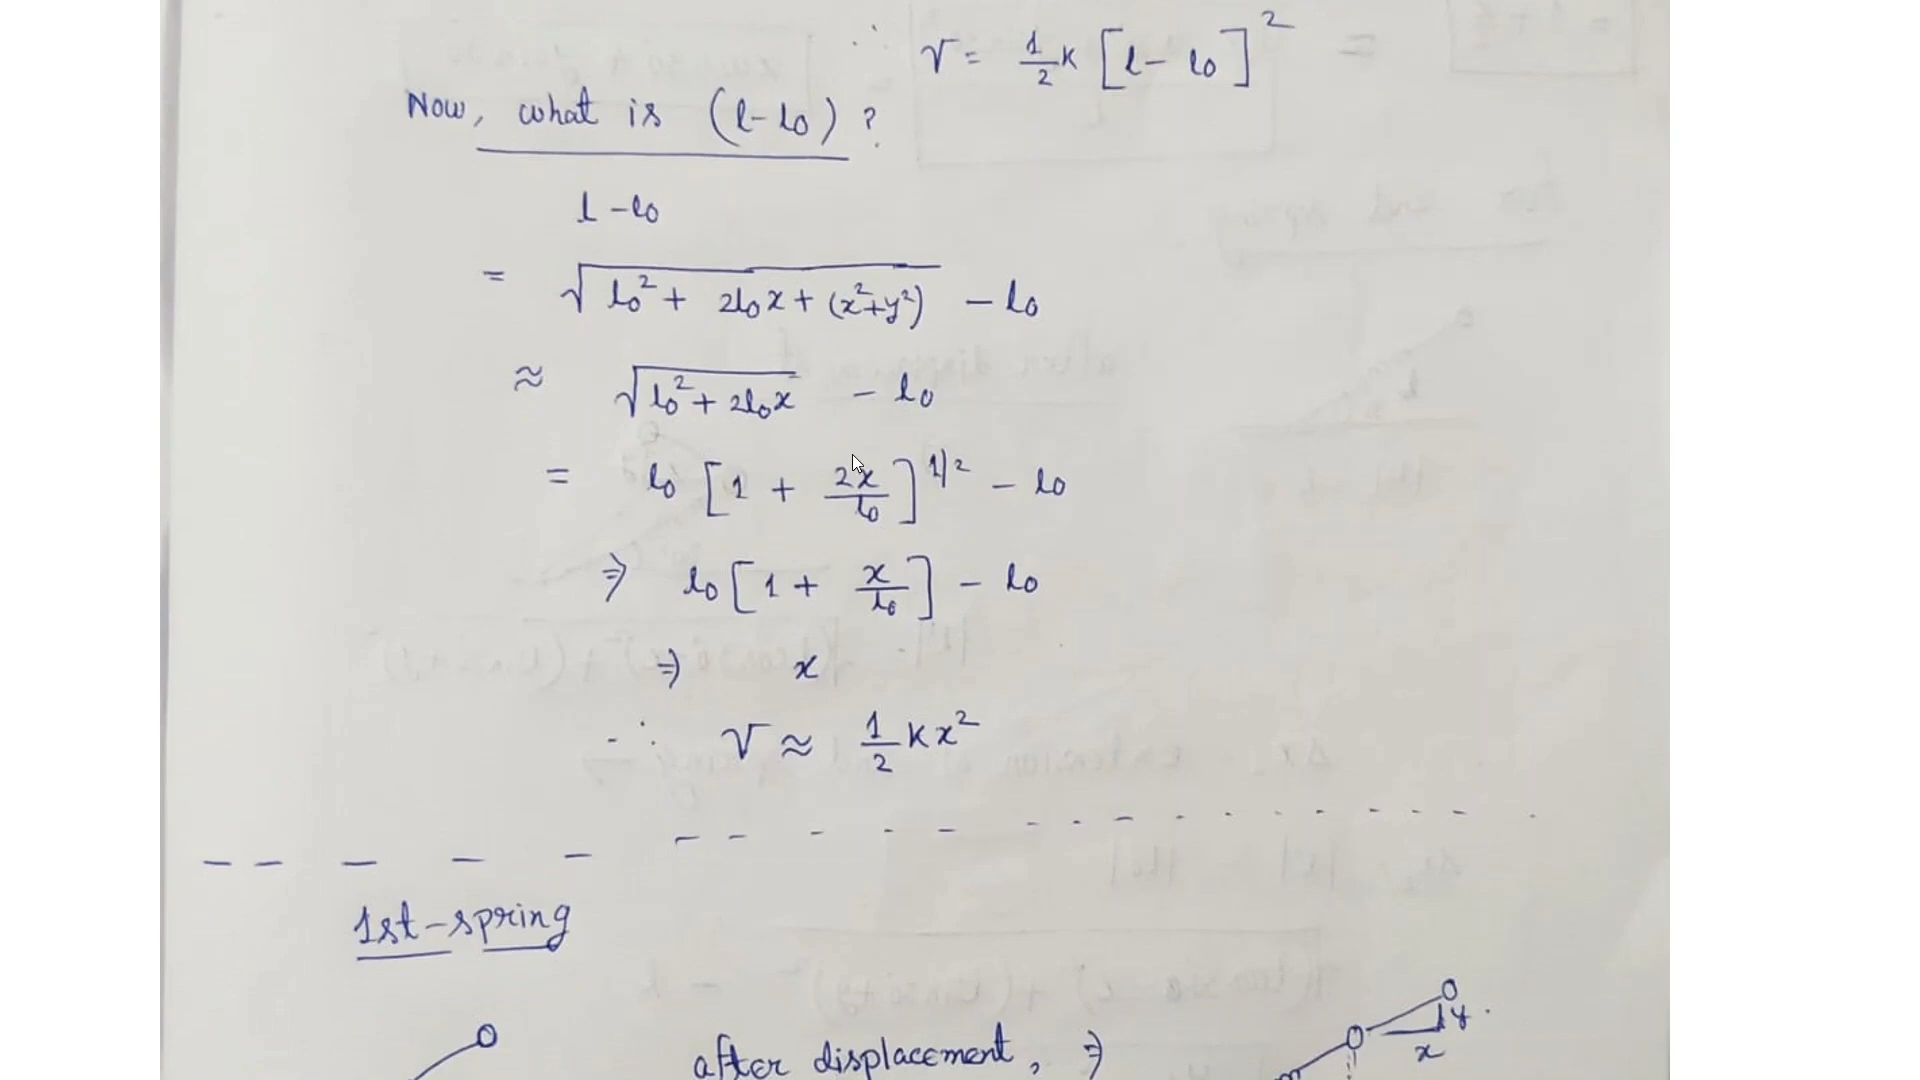 ∴ V = 1/2 k [l - l₀]²
Now, what is (l - l₀) ?
l - l₀
= √(l₀² + 2l₀x + (x² + y²)) - l₀
≈ √(l₀² + 2l₀x) - l₀
= l₀ [1 + 2x/l₀]^1/2 - l₀
⇒ l₀ [1 + x/l₀] - l₀
⇒ x
∴ V ≈ 1/2 k x²
1st-spring
after displacement, ⇒
y
x